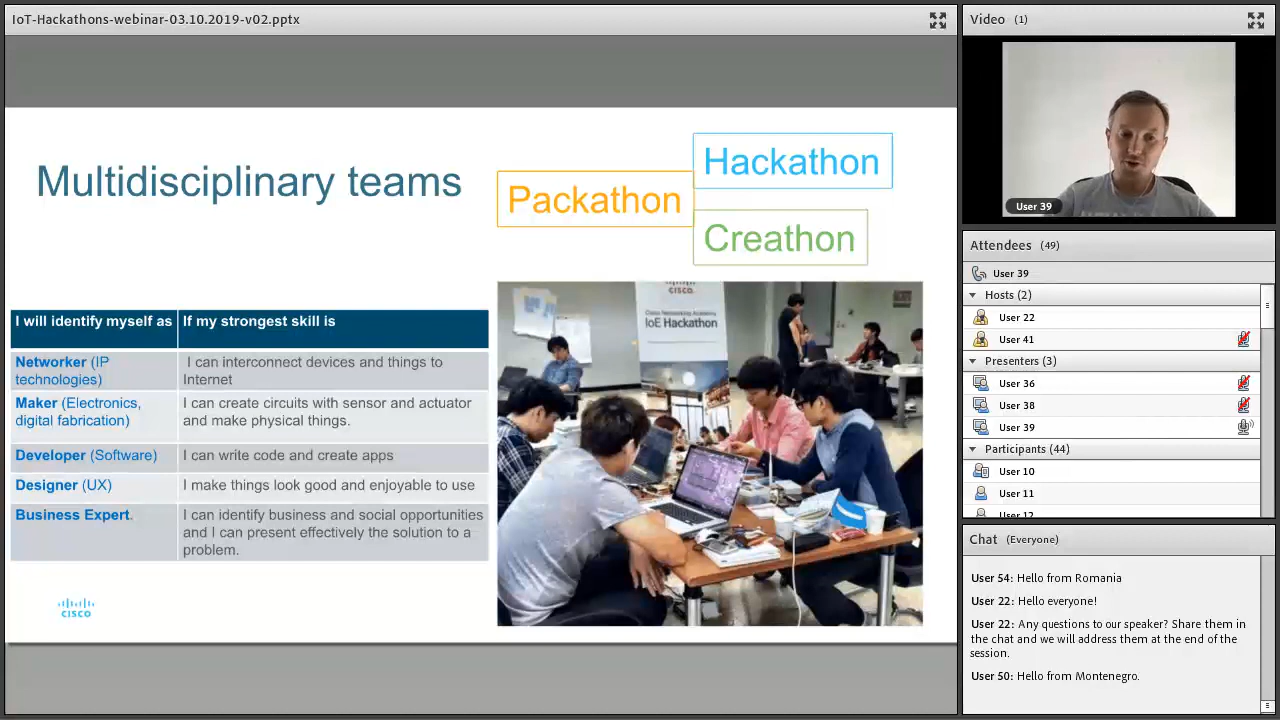 IoT-Hackathons-webinar-03.10.2019-v02.pptx
Multidisciplinary teams
Hackathon
Packathon
Creathon
I will identify myself as
If my strongest skill is
Networker (IP
technologies)
I can interconnect devices and things to
Internet
Maker (Electronics,
digital fabrication)
I can create circuits with sensor and actuator
and make physical things.
Developer (Software)
I can write code and create apps
Designer (UX)
I make things look good and enjoyable to use
Business Expert.
I can identify business and social opportunities
and I can present effectively the solution to a
problem.
CISCO
CISCO.
Cisco Networking Academy
IoE Hackathon
Video (1)
User 39
Attendees (49)
User 39
Hosts (2)
User 22
User 41
Presenters (3)
User 36
User 38
User 39
Participants (44)
User 10
User 11
User 12
Chat (Everyone)
User 54: Hello from Romania
User 22: Hello everyone!
User 22: Any questions to our speaker? Share them in
the chat and we will address them at the end of the
session.
User 50: Hello from Montenegro.